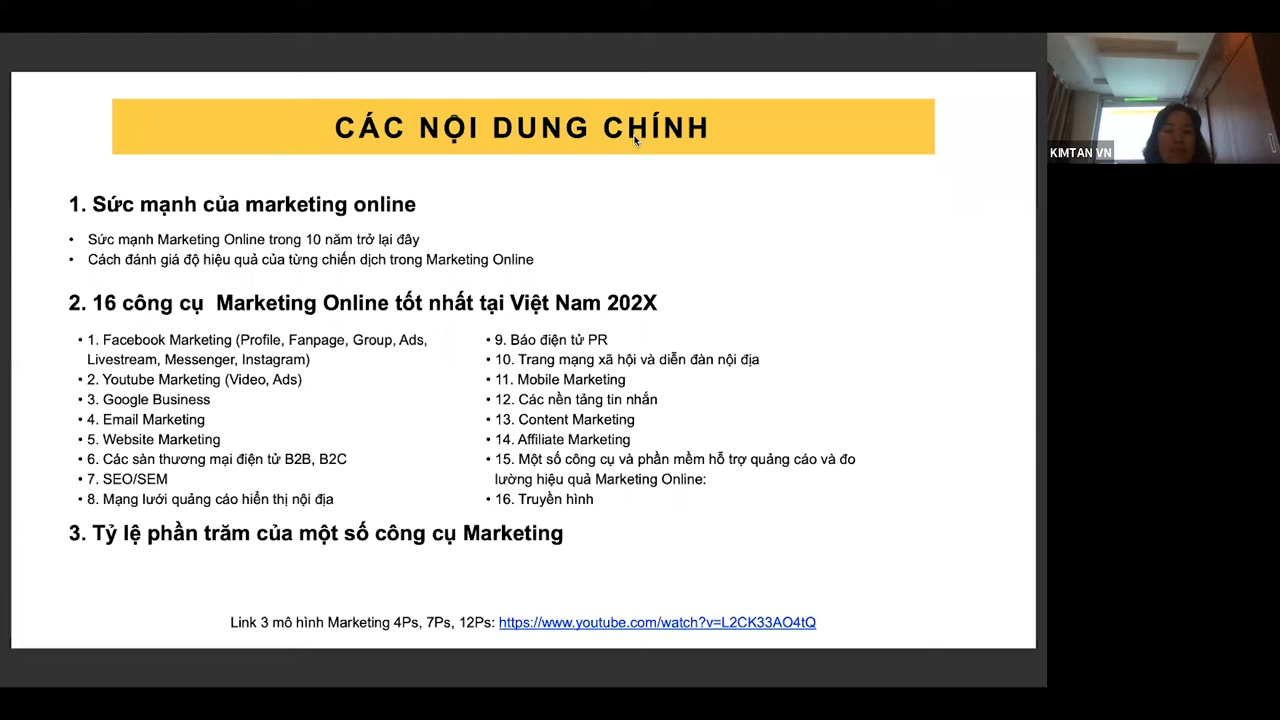 CÁC NỘI DUNG CHÍNH
KIMTAN VN
1. Sức mạnh của marketing online
• Sức mạnh Marketing Online trong 10 năm trở lại đây
• Cách đánh giá độ hiệu quả của từng chiến dịch trong Marketing Online
2. 16 công cụ Marketing Online tốt nhất tại Việt Nam 202X
• 1. Facebook Marketing (Profile, Fanpage, Group, Ads,
Livestream, Messenger, Instagram)
• 2. Youtube Marketing (Video, Ads)
• 3. Google Business
• 4. Email Marketing
• 5. Website Marketing
• 6. Các sàn thương mại điện tử B2B, B2C
• 7. SEO/SEM
• 8. Mạng lưới quảng cáo hiển thị nội địa
• 9. Báo điện tử PR
• 10. Trang mạng xã hội và diễn đàn nội địa
• 11. Mobile Marketing
• 12. Các nền tảng tin nhắn
• 13. Content Marketing
• 14. Affiliate Marketing
• 15. Một số công cụ và phần mềm hỗ trợ quảng cáo và đo
lường hiệu quả Marketing Online:
• 16. Truyền hình
3. Tỷ lệ phần trăm của một số công cụ Marketing
Link 3 mô hình Marketing 4Ps, 7Ps, 12Ps: https://www.youtube.com/watch?v=L2CK33AO4tQ